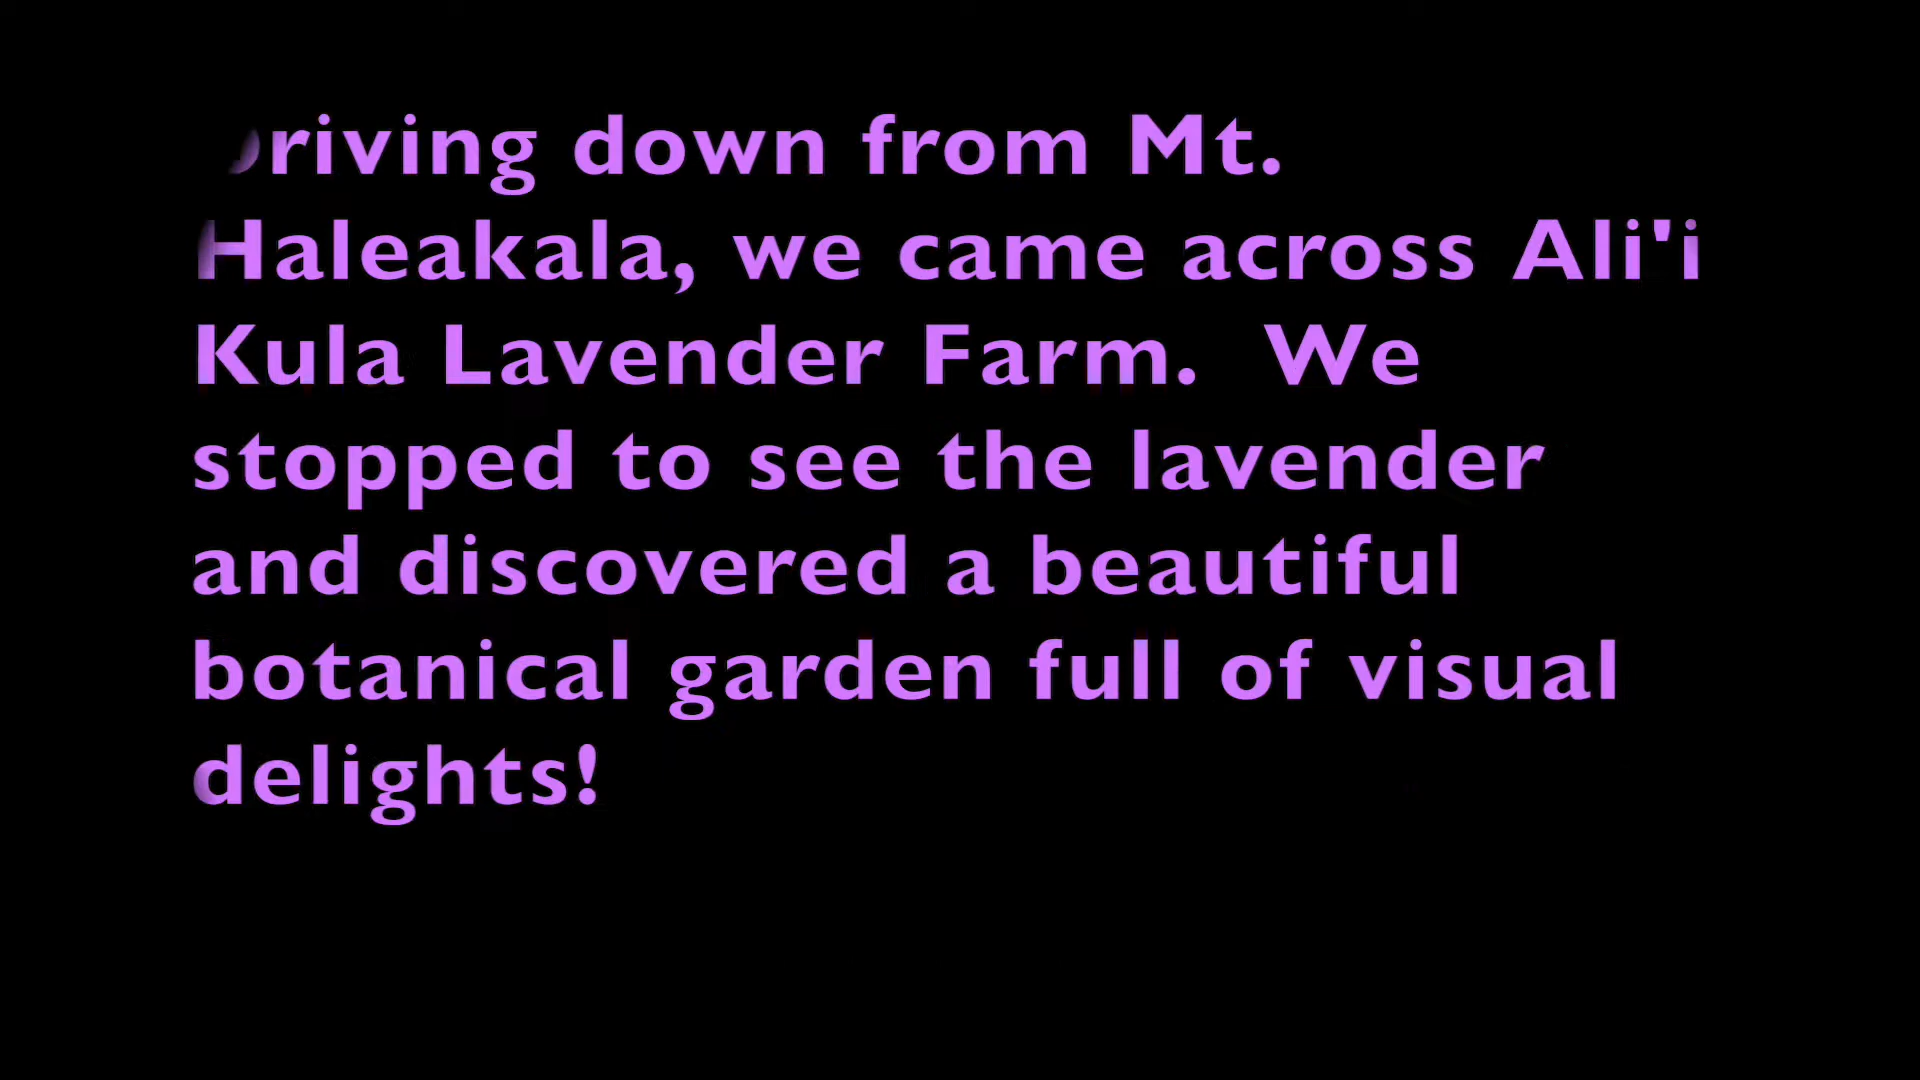 Driving down from Mt.
Haleakala, we came across Ali'i
Kula Lavender Farm.  We
stopped to see the lavender
and discovered a beautiful
botanical garden full of visual
delights!